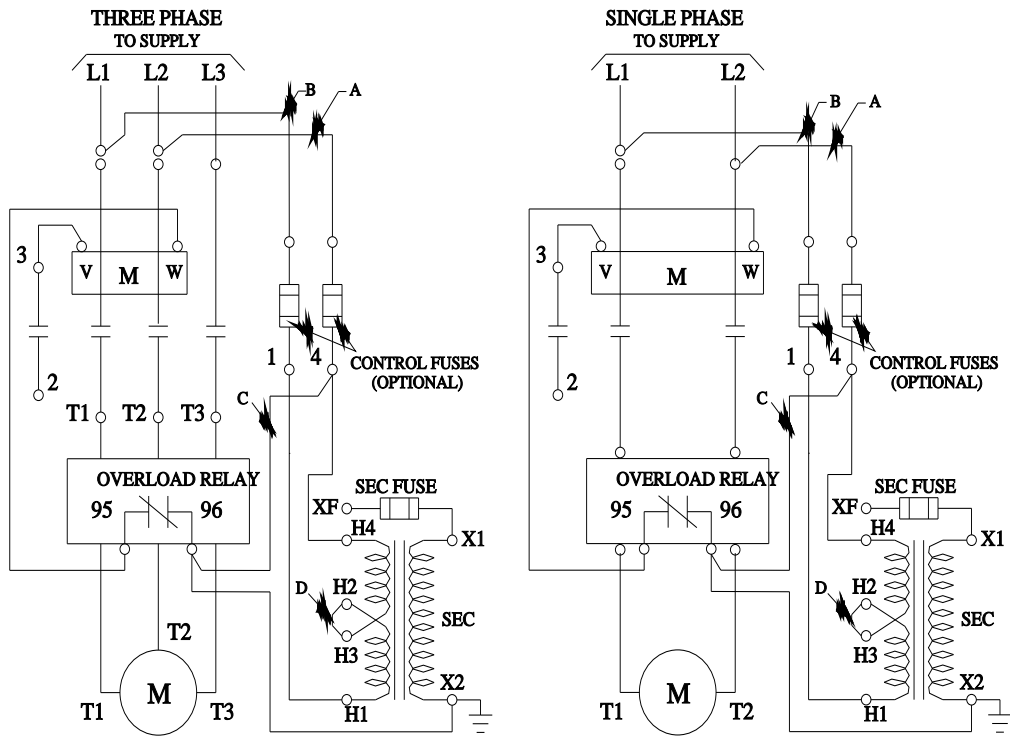 THREE PHASE
TO SUPPLY
L1 L2 L3
B
A
3
V M W
2
1 4
CONTROL FUSES
(OPTIONAL)
C
T1 T2 T3
OVERLOAD RELAY
95 96
SEC FUSE
XF
H4
X1
D
H2
H3
SEC
T2
T1 M T3
X2
H1
SINGLE PHASE
TO SUPPLY
L1 L2
B
A
3
V M W
2
1 4
CONTROL FUSES
(OPTIONAL)
C
OVERLOAD RELAY
95 96
SEC FUSE
XF
H4
X1
D
H2
H3
SEC
T1 M T2
X2
H1